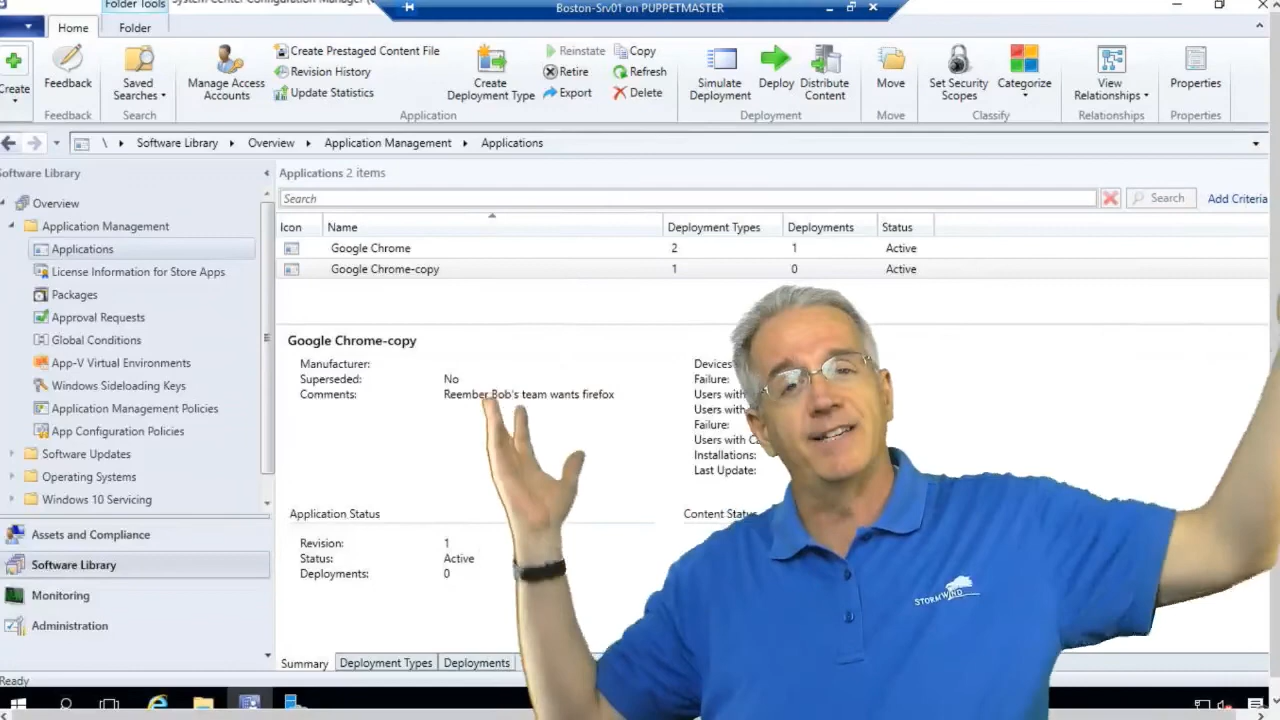 Folder Tools
System Center Configuration Manager
Boston-Srv01 on PUPPETMASTER
Home
Folder
Create
Feedback
Saved Searches
Manage Access Accounts
Create Prestaged Content File
Revision History
Update Statistics
Create Deployment Type
Reinstate
Retire
Export
Copy
Refresh
Delete
Simulate Deployment
Deploy
Distribute Content
Move
Set Security Scopes
Categorize
View Relationships
Properties
Feedback
Search
Application
Deployment
Move
Classify
Relationships
Properties
\ Software Library Overview Application Management Applications
Software Library
Overview
Application Management
Applications
License Information for Store Apps
Packages
Approval Requests
Global Conditions
App-V Virtual Environments
Windows Sideloading Keys
Application Management Policies
App Configuration Policies
Software Updates
Operating Systems
Windows 10 Servicing
Assets and Compliance
Software Library
Monitoring
Administration
Ready
Applications 2 items
Search
Search
Add Criteria
Icon Name Deployment Types Deployments Status
Google Chrome 2 1 Active
Google Chrome-copy 1 0 Active
Google Chrome-copy
Manufacturer:
Superseded: No
Comments: Reember Bob's team wants firefox
Devices
Failure:
Users with
Users with
Failure:
Users with
Installations:
Last Update:
Application Status
Revision: 1
Status: Active
Deployments: 0
Content Status
Summary
Deployment Types
Deployments
STORMWIND